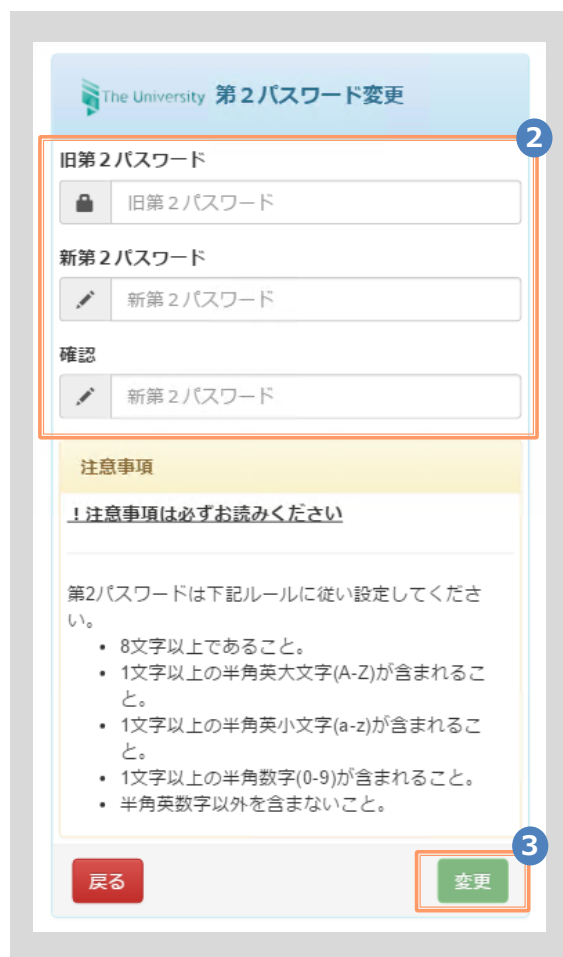 The University 第２パスワード変更
2
旧第２パスワード
旧第２パスワード
新第２パスワード
新第２パスワード
確認
新第２パスワード
注意事項
！注意事項は必ずお読みください
第2パスワードは下記ルールに従い設定してくださ
い。
• 8文字以上であること。
• 1文字以上の半角英大文字(A-Z)が含まれるこ
と。
• 1文字以上の半角英小文字(a-z)が含まれるこ
と。
• 1文字以上の半角数字(0-9)が含まれること。
• 半角英数字以外を含まないこと。
3
戻る 変更